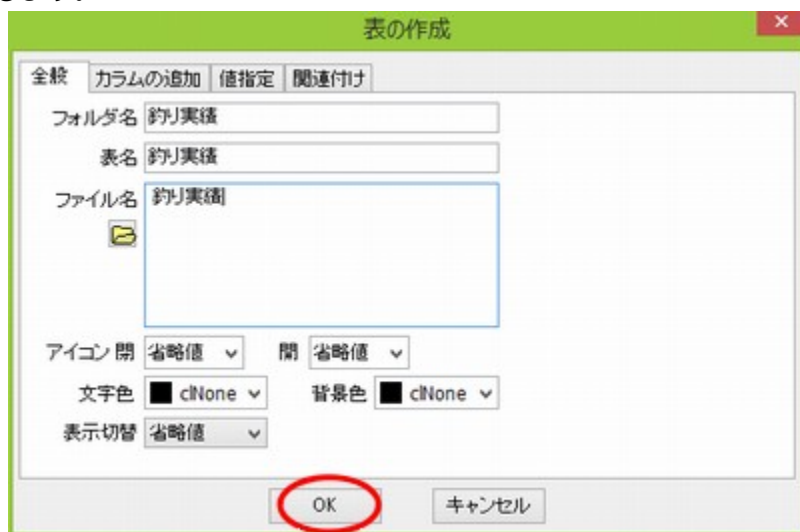 表の作成
全般 カラムの追加 値指定 関連付け
フォルダ名 釣り実績
表名 釣り実績
ファイル名 釣り実績
アイコン 閉 省略値 開 省略値
文字色 clNone 背景色 clNone
表示切替 省略値
OK キャンセル